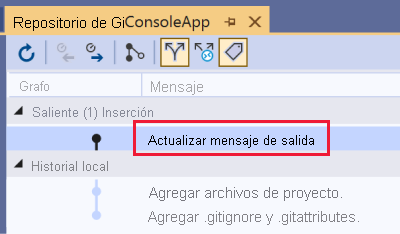 Repositorio de GiConsoleApp
Grafo Mensaje
Saliente (1) Inserción
Actualizar mensaje de salida
Historial local
Agregar archivos de proyecto.
Agregar .gitignore y .gitattributes.